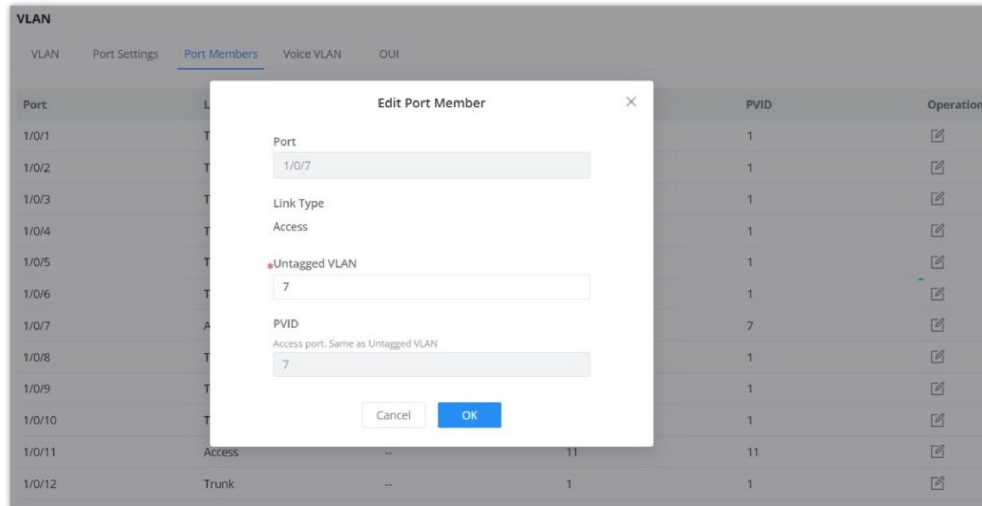 VLAN
VLAN Port Settings Port Members Voice VLAN OUI
Port L PVID Operation
Edit Port Member
1/0/1 T 1
Port
1/0/7
1/0/2 T 1
1/0/3 T 1
Link Type
Access
1/0/4 T 1
1/0/5 T 1
*Untagged VLAN
7
1/0/6 T 1
1/0/7 A 7
PVID
Access port. Same as Untagged VLAN
7
1/0/8 T 1
1/0/9 T 1
1/0/10 T 1
Cancel OK
1/0/11 Access -- 11 11
1/0/12 Trunk -- 1 1